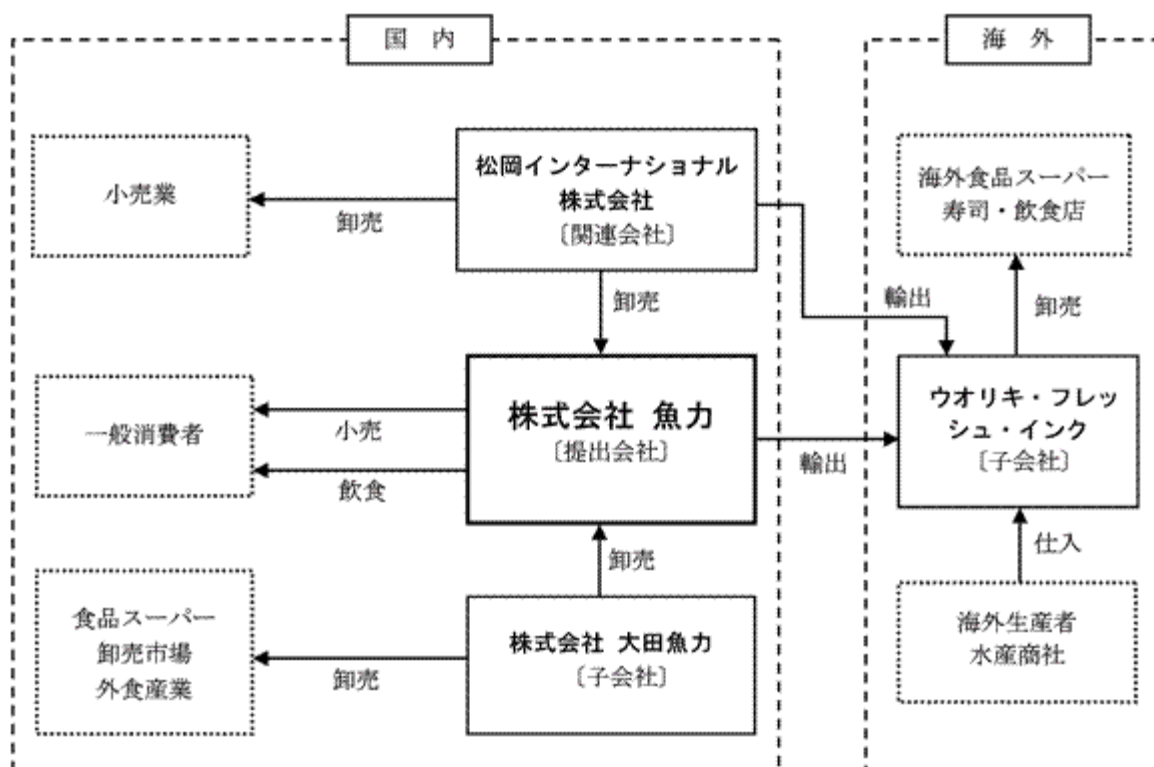 国 内
海 外
小売業
卸売
松岡インターナショナル
株式会社
〔関連会社〕
卸売
輸出
海外食品スーパー
寿司・飲食店
卸売
一般消費者
小売
飲食
株式会社 魚力
〔提出会社〕
輸出
ウオリキ・フレッ
シュ・インク
〔子会社〕
卸売
仕入
食品スーパー
卸売市場
外食産業
卸売
株式会社 大田魚力
〔子会社〕
海外生産者
水産商社